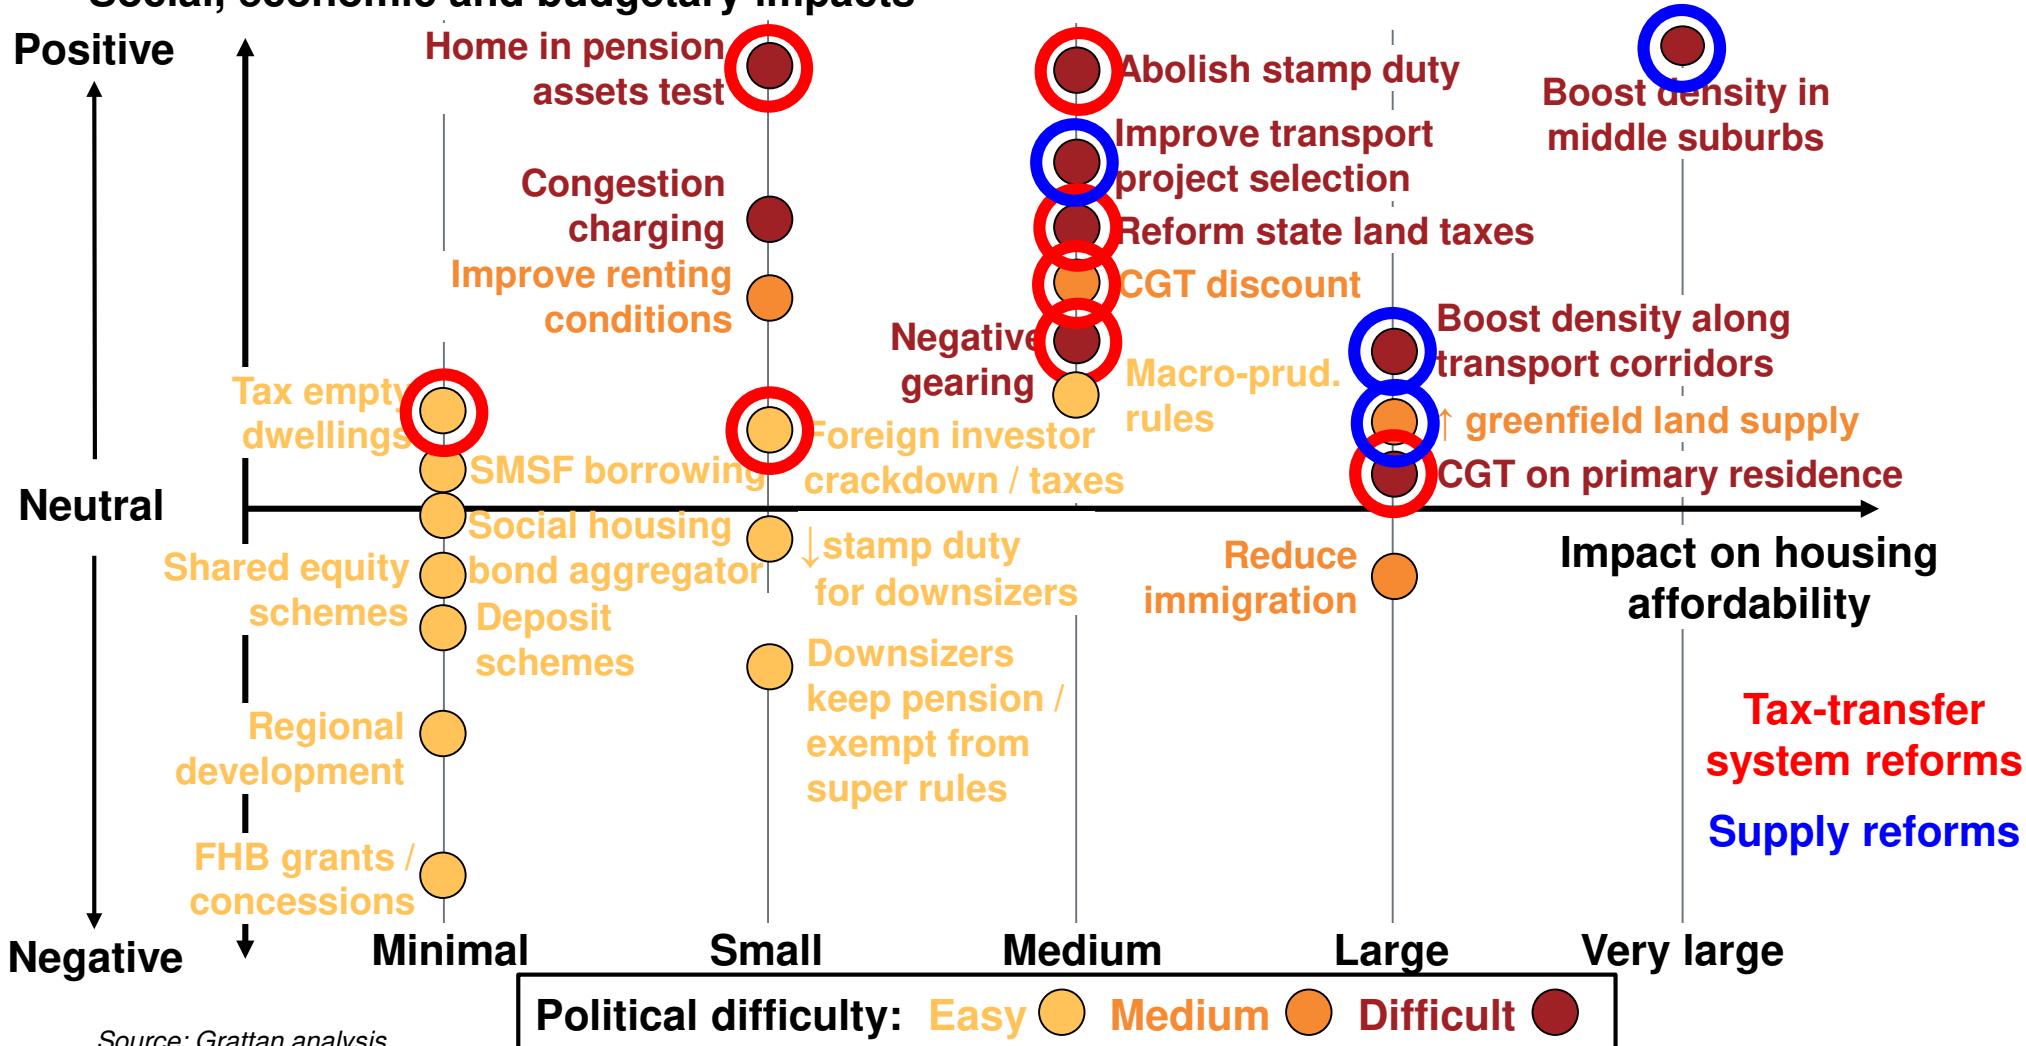 Social, economic and budgetary impacts
Positive
Home in pension
assets test
Abolish stamp duty
Boost density in
middle suburbs
Improve transport
project selection
Congestion
charging
Reform state land taxes
Improve renting
conditions
CGT discount
Negative
gearing
Boost density along
transport corridors
Macro-prud.
rules
Tax empty
dwellings
Foreign investor
crackdown / taxes
↑ greenfield land supply
SMSF borrowing
CGT on primary residence
Neutral
Social housing
bond aggregator
↓stamp duty
for downsizers
Reduce
immigration
Impact on housing
affordability
Shared equity
schemes
Deposit
schemes
Downsizers
keep pension /
exempt from
super rules
Regional
development
Tax-transfer
system reforms
Supply reforms
FHB grants /
concessions
Negative
Minimal
Small
Medium
Large
Very large
Political difficulty: Easy Medium Difficult
Source: Grattan analysis